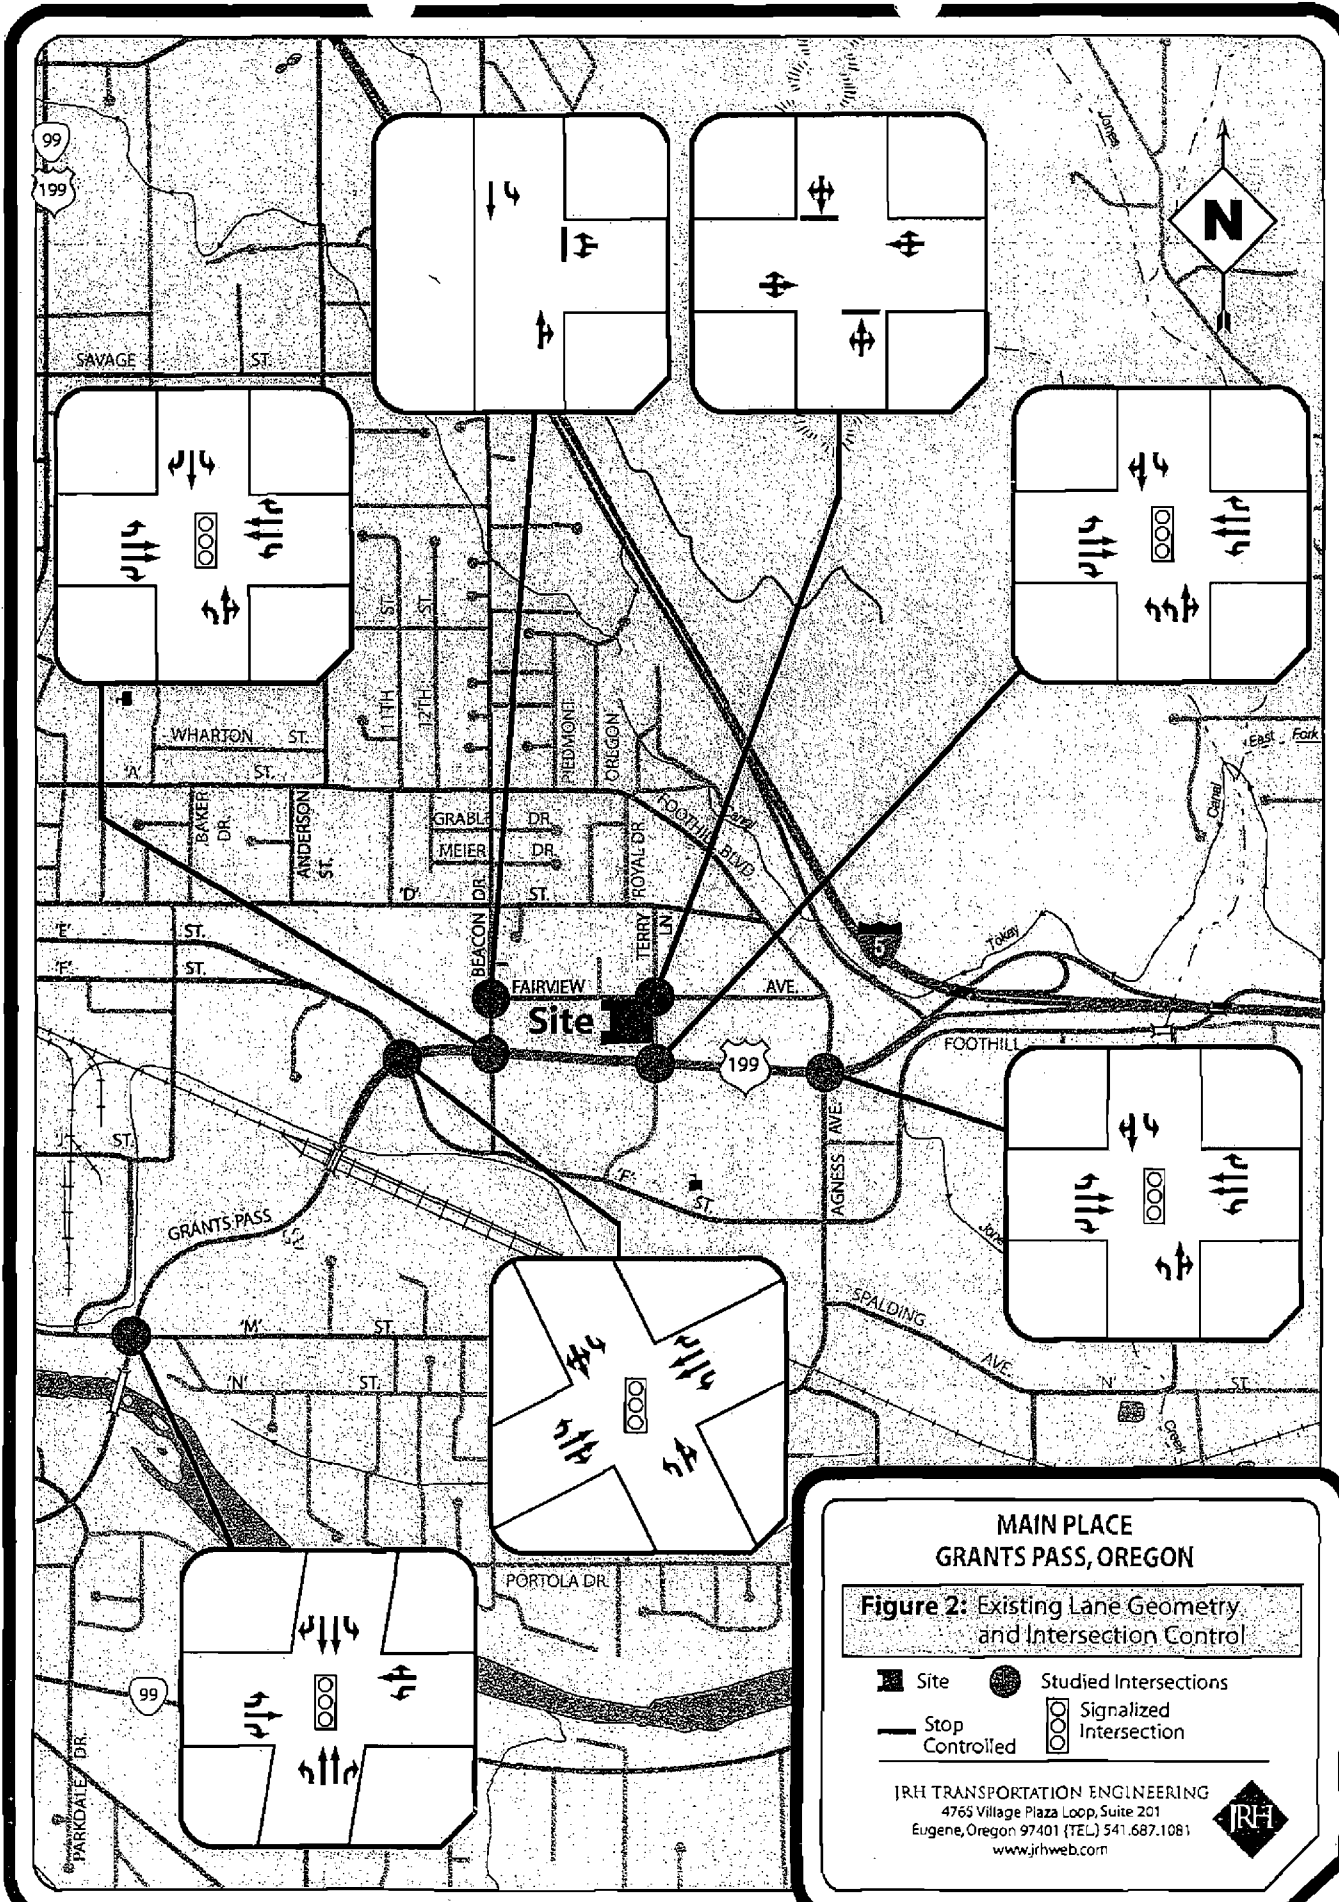 99
199
Jones
N
SAVAGE ST.
11TH ST.
12TH ST.
PIEDMONT
OREGON
WHARTON ST.
'A' ST.
East Fork
Canal
BAKER DR.
ANDERSON ST.
GRABLE DR.
MEIER DR.
ROYAL DR.
FOOTHILL BLVD
Canal
'D' ST.
BEACON DR
TERRY LN
'E' ST.
'F' ST.
5
Tokay
FAIRVIEW AVE.
Site
199
FOOTHILL
'J' ST.
AGNESS AVE.
'F' ST.
GRANTS PASS
Jones
'M' ST.
SPALDING AVE.
'N' ST.
'N' ST.
Creek
PORTOLA DR.
99
PARKDALE DR.
MAIN PLACE
GRANTS PASS, OREGON
Figure 2: Existing Lane Geometry
and Intersection Control
Site
Studied Intersections
Stop
Controlled
Signalized
Intersection
JRH TRANSPORTATION ENGINEERING
4765 Village Plaza Loop, Suite 201
Eugene, Oregon 97401 (TEL) 541.687.1081
www.jrhweb.com
JRH